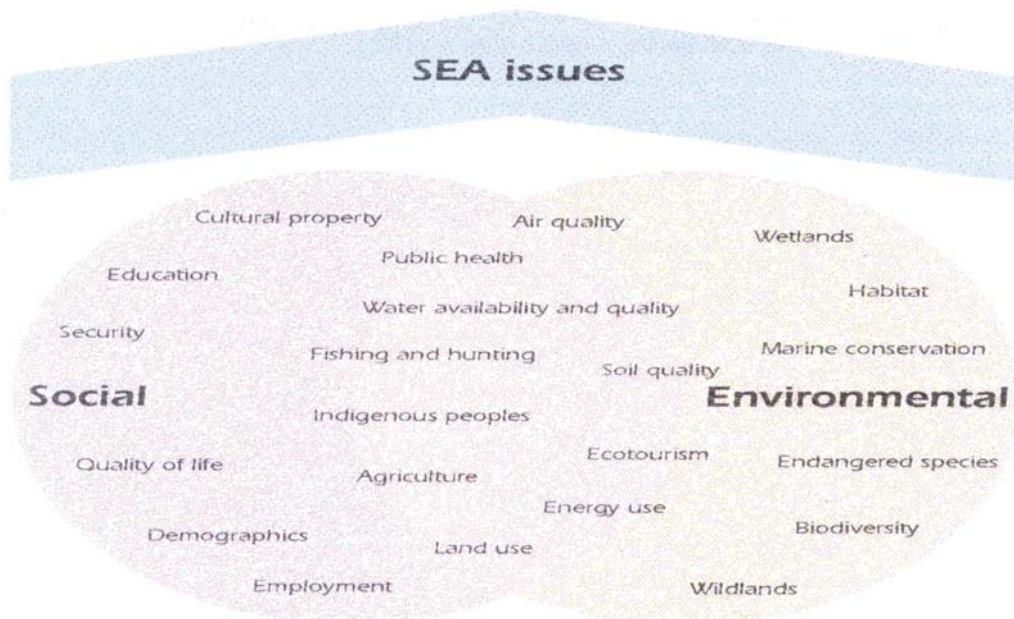 SEA issues
Cultural property
Air quality
Wetlands
Public health
Education
Habitat
Water availability and quality
Security
Fishing and hunting
Marine conservation
Soil quality
Social
Environmental
Indigenous peoples
Quality of life
Ecotourism
Endangered species
Agriculture
Energy use
Biodiversity
Demographics
Land use
Employment
Wildlands